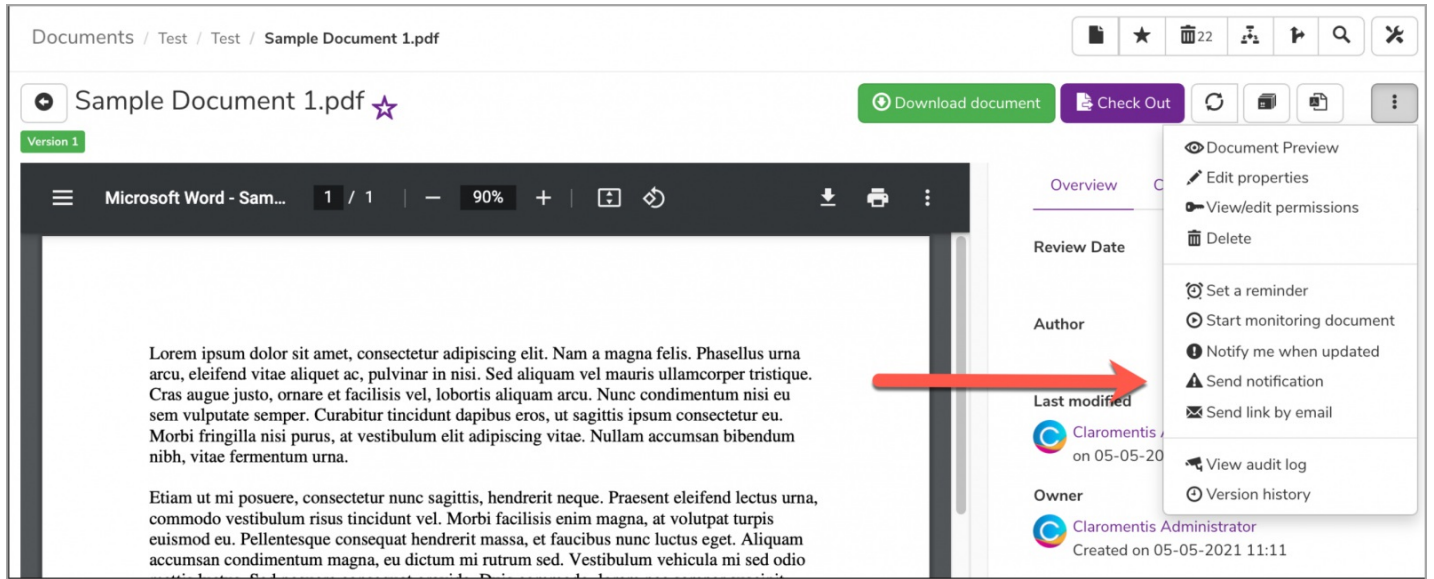 Documents / Test / Test / Sample Document 1.pdf
22
Sample Document 1.pdf
Download document
Check Out
Version 1
Microsoft Word - Sam... 1 / 1 90%
Lorem ipsum dolor sit amet, consectetur adipiscing elit. Nam a magna felis. Phasellus urna
arcu, eleifend vitae aliquet ac, pulvinar in nisi. Sed aliquam vel mauris ullamcorper tristique.
Cras augue justo, ornare et facilisis vel, lobortis aliquam arcu. Nunc condimentum nisi eu
sem vulputate semper. Curabitur tincidunt dapibus eros, ut sagittis ipsum consectetur eu.
Morbi fringilla nisi purus, at vestibulum elit adipiscing vitae. Nullam accumsan bibendum
nibh, vitae fermentum urna.
Etiam ut mi posuere, consectetur nunc sagittis, hendrerit neque. Praesent eleifend lectus urna,
commodo vestibulum risus tincidunt vel. Morbi facilisis enim magna, at volutpat turpis
euismod eu. Pellentesque consequat hendrerit massa, et faucibus nunc luctus eget. Aliquam
accumsan condimentum magna, eu dictum mi rutrum sed. Vestibulum vehicula mi sed odio
Overview C
Review Date
Author
Last modified
Claromentis
on 05-05-20
Owner
Claromentis Administrator
Created on 05-05-2021 11:11
Document Preview
Edit properties
View/edit permissions
Delete
Set a reminder
Start monitoring document
Notify me when updated
Send notification
Send link by email
View audit log
Version history